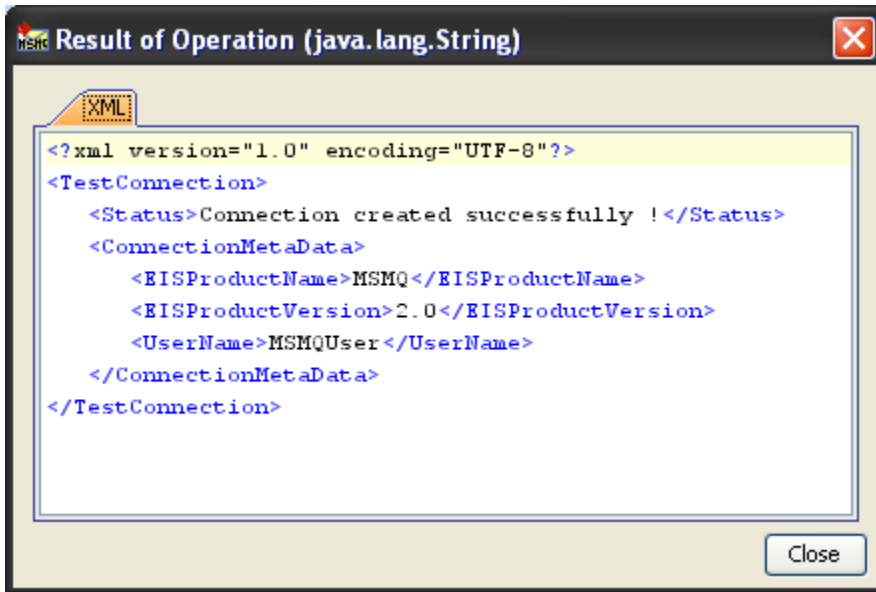 Result of Operation (java.lang.String)
XML
<?xml version="1.0" encoding="UTF-8"?>
<TestConnection>
<Status>Connection created successfully !</Status>
<ConnectionMetaData>
<EISProductName>MSMQ</EISProductName>
<EISProductVersion>2.0</EISProductVersion>
<UserName>MSMQUser</UserName>
</ConnectionMetaData>
</TestConnection>
Close